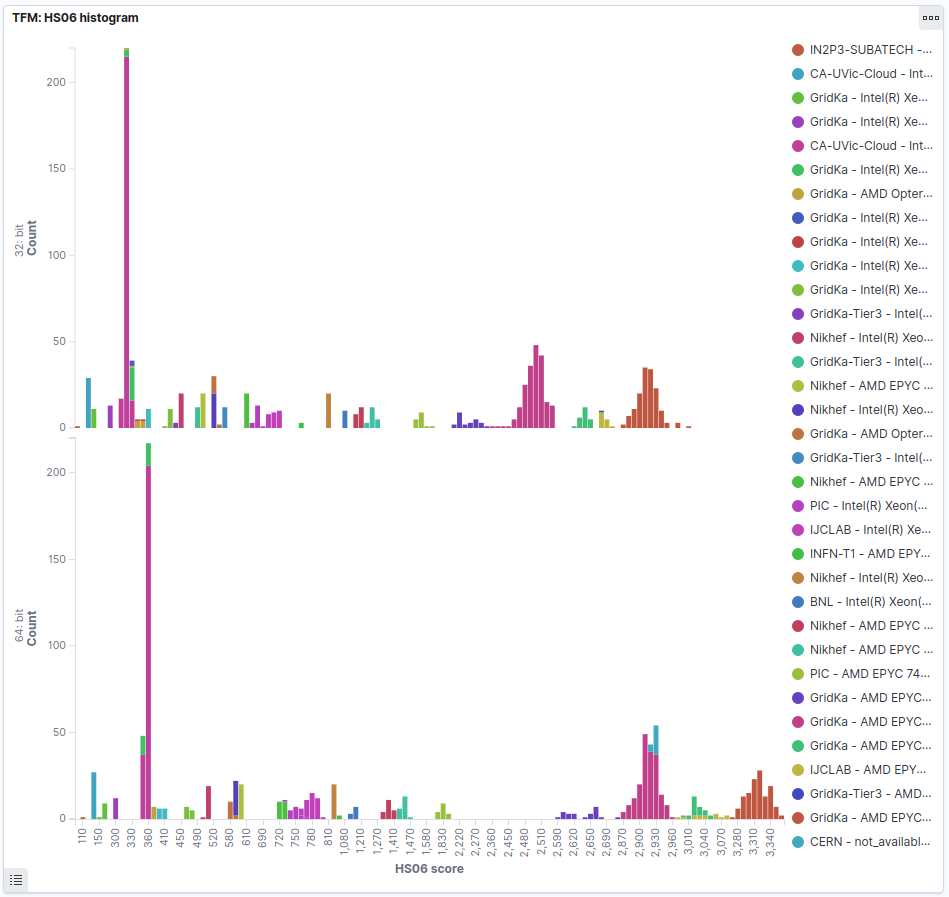 TFM: HS06 histogram
32: bit
Count
200
150
100
50
0
64: bit
Count
200
150
100
50
0
110 150 300 330 360 410 450 490 520 580 610 690 720 750 780 810 1,080 1,210 1,270 1,410 1,470 1,580 1,830 2,220 2,270 2,360 2,450 2,480 2,510 2,590 2,620 2,650 2,690 2,870 2,900 2,930 2,960 3,010 3,040 3,070 3,280 3,310 3,340
HS06 score
IN2P3-SUBATECH -...
CA-UVic-Cloud - Int...
GridKa - Intel(R) Xe...
GridKa - Intel(R) Xe...
CA-UVic-Cloud - Int...
GridKa - Intel(R) Xe...
GridKa - AMD Opter...
GridKa - Intel(R) Xe...
GridKa - Intel(R) Xe...
GridKa - Intel(R) Xe...
GridKa - Intel(R) Xe...
GridKa-Tier3 - Intel(...
Nikhef - Intel(R) Xeo...
GridKa-Tier3 - Intel(...
Nikhef - AMD EPYC ...
Nikhef - Intel(R) Xeo...
GridKa - AMD Opter...
GridKa-Tier3 - Intel(...
Nikhef - AMD EPYC ...
PIC - Intel(R) Xeon(...
IJCLAB - Intel(R) Xe...
INFN-T1 - AMD EPY...
Nikhef - Intel(R) Xeo...
BNL - Intel(R) Xeon(...
Nikhef - AMD EPYC ...
Nikhef - AMD EPYC ...
PIC - AMD EPYC 74...
GridKa - AMD EPYC...
GridKa - AMD EPYC...
GridKa - AMD EPYC...
IJCLAB - AMD EPY...
GridKa-Tier3 - AMD...
GridKa - AMD EPYC...
CERN - not_availabl...